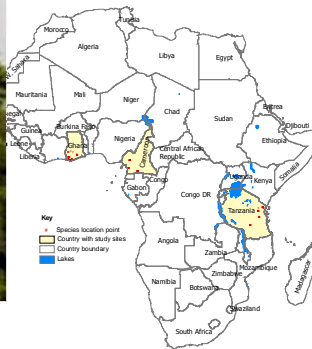 Tunisia
Morocco
Algeria
Libya
Egypt
W. Sahara
Mauritania
Mali
Niger
Chad
Sudan
Eritrea
Djibouti
Senegal
Guinea
Burkina Faso
Ghana
Nigeria
Cameroon
Central African
Republic
Ethiopia
Somalia
Leone
Liberia
Gabon
Congo
Congo DR
Uganda
Kenya
Tanzania
Key
Species location point
Country with study sites
Country boundary
Lakes
Angola
Zambia
Mozambique
Madagascar
Namibia
Zimbabwe
Botswana
Swaziland
South Africa